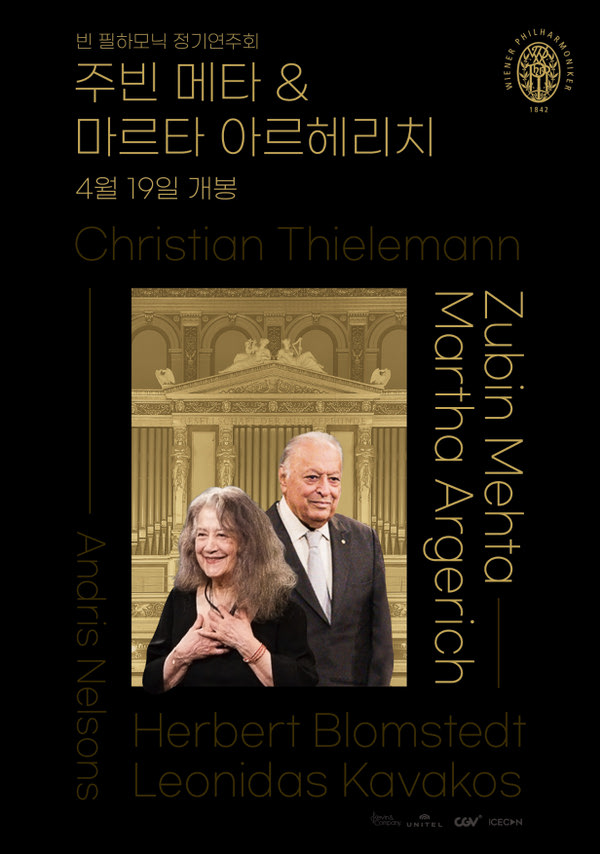 빈 필하모닉 정기연주회
주빈 메타 &
마르타 아르헤리치
4월 19일 개봉
WIENER PHILHARMONIKER
1842
Christian Thielemann
Zubin Mehta
Martha Argerich
Andris Nelsons
Herbert Blomstedt
Leonidas Kavakos
UNITEL
CGV
ICECON